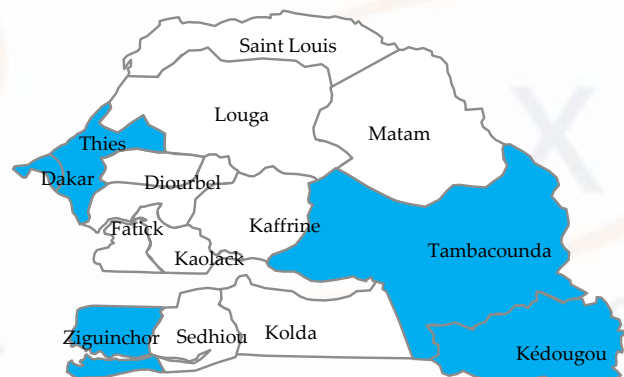 Saint Louis
Louga
Matam
Thies
Dakar
Diourbel
Fatick
Kaffrine
Kaolack
Tambacounda
Ziguinchor
Sedhiou
Kolda
Kédougou
X